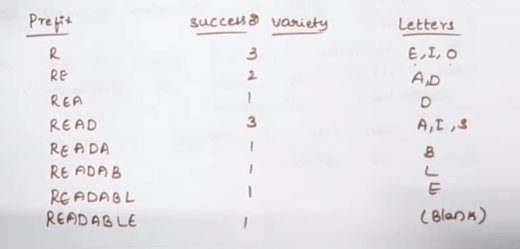 Prefix successor variety Letters
R 3 E, I, O
RE 2 A,D
REA 1 D
READ 3 A, I, S
READA 1 B
READAB 1 L
READABL 1 E
READABLE 1 (Blank)